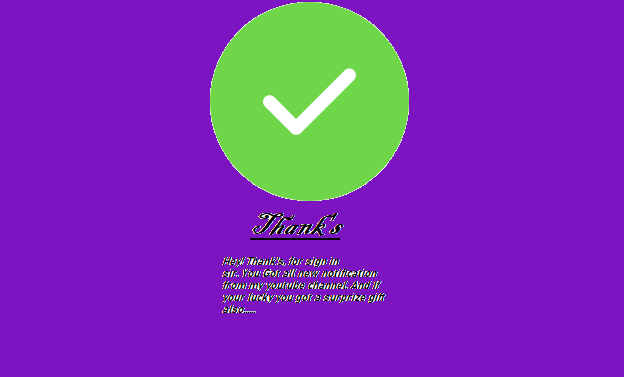 Thank's
Hey! Thank's, for sign in
sir. You Got all new notification
from my youtube channel. And if
your lucky you got a surprize gift
also.....